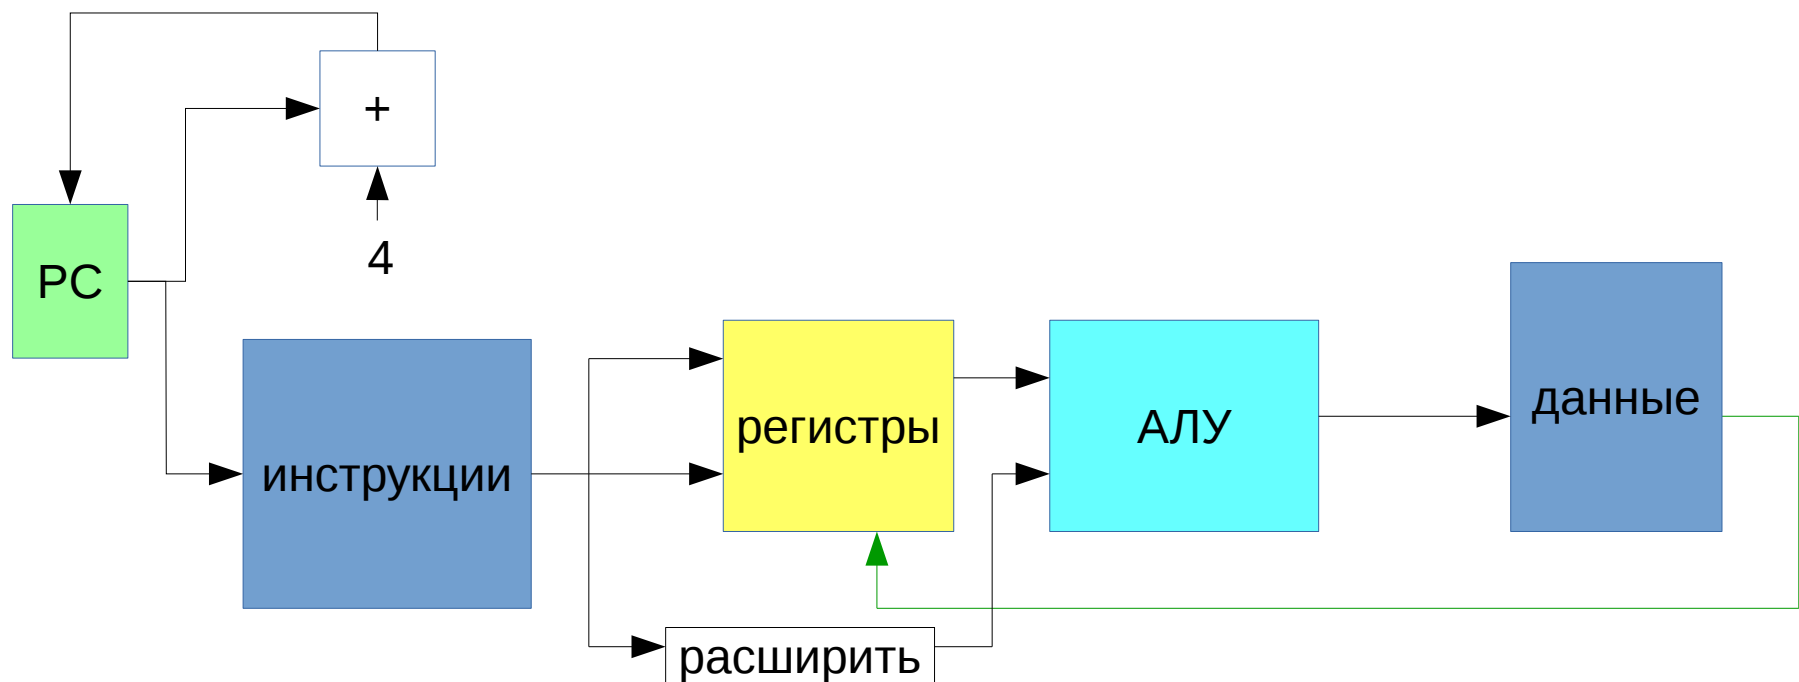 +
4
PC
инструкции
регистры
АЛУ
данные
расширить